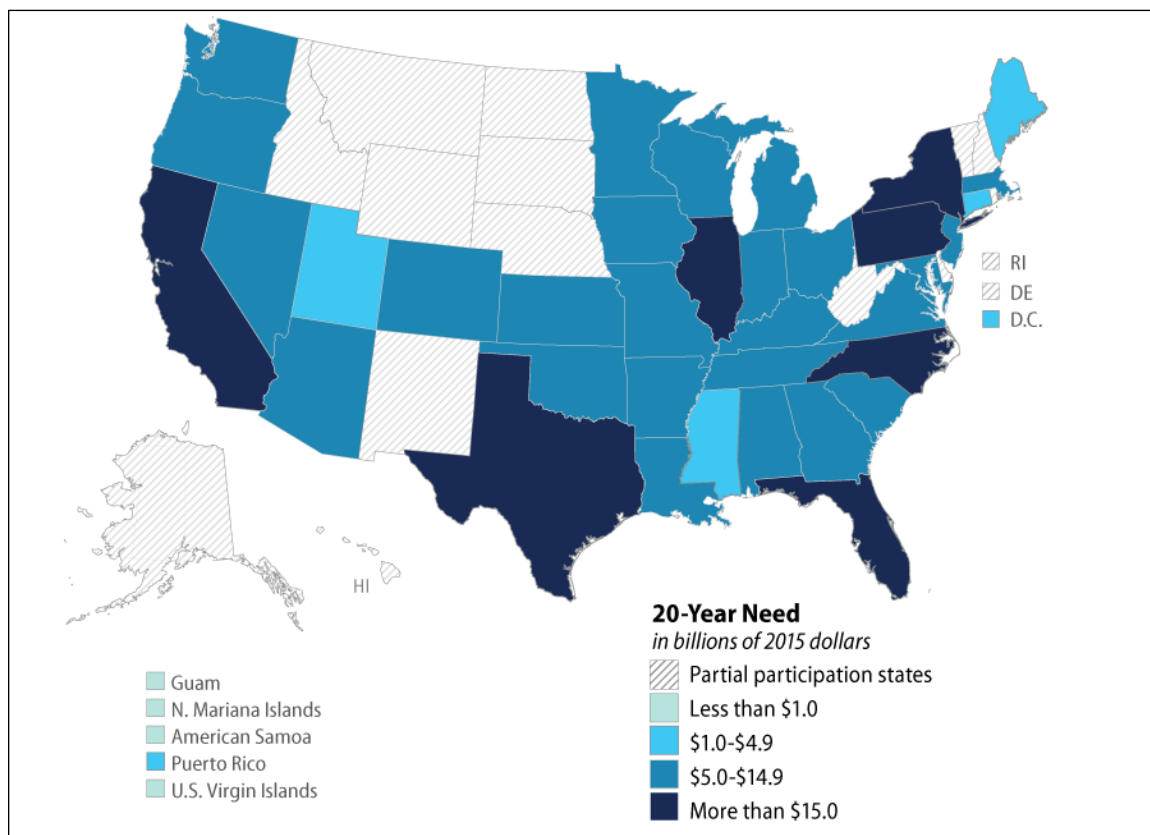 RI
DE
D.C.
HI
20-Year Need
in billions of 2015 dollars
Partial participation states
Less than $1.0
$1.0-$4.9
$5.0-$14.9
More than $15.0
Guam
N. Mariana Islands
American Samoa
Puerto Rico
U.S. Virgin Islands